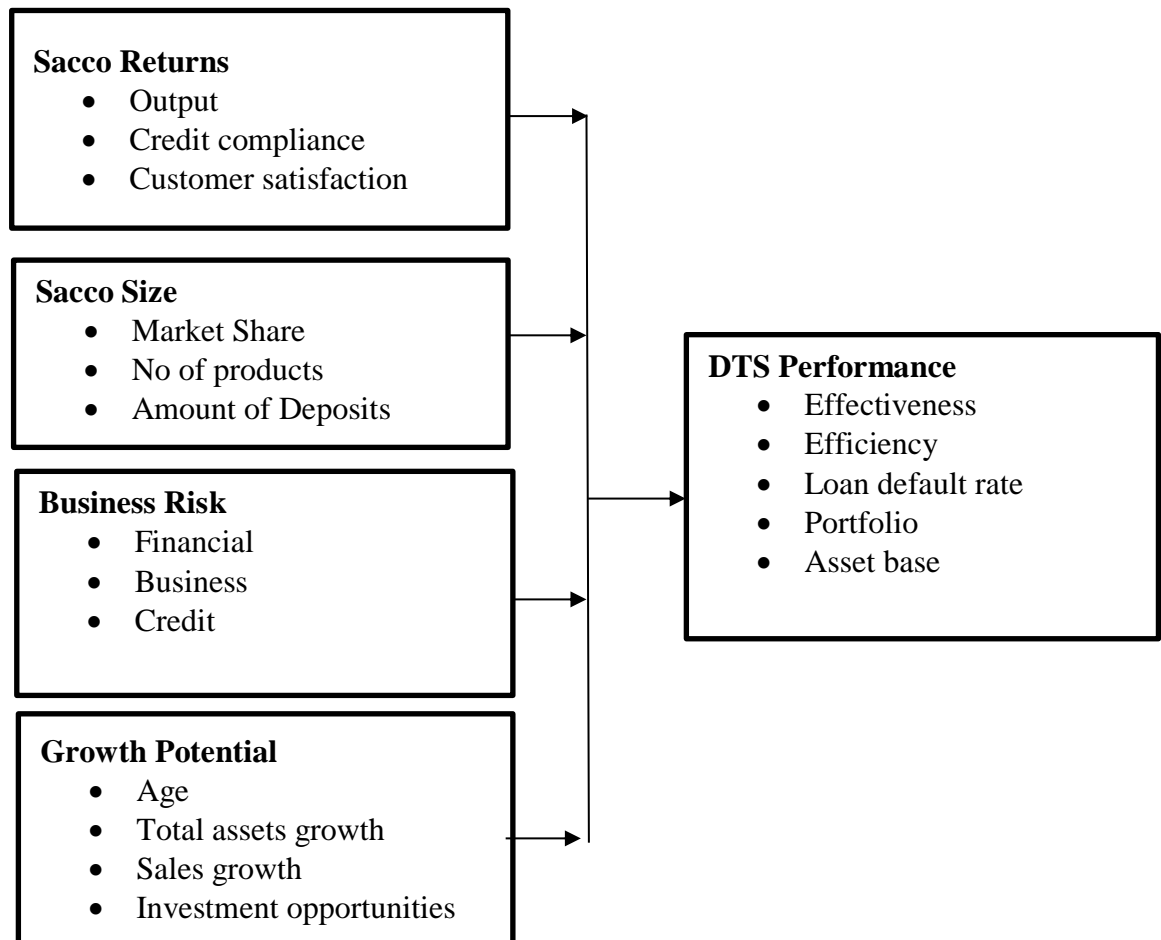 Sacco Returns
• Output
• Credit compliance
• Customer satisfaction
Sacco Size
• Market Share
• No of products
• Amount of Deposits
Business Risk
• Financial
• Business
• Credit
Growth Potential
• Age
• Total assets growth
• Sales growth
• Investment opportunities
DTS Performance
• Effectiveness
• Efficiency
• Loan default rate
• Portfolio
• Asset base